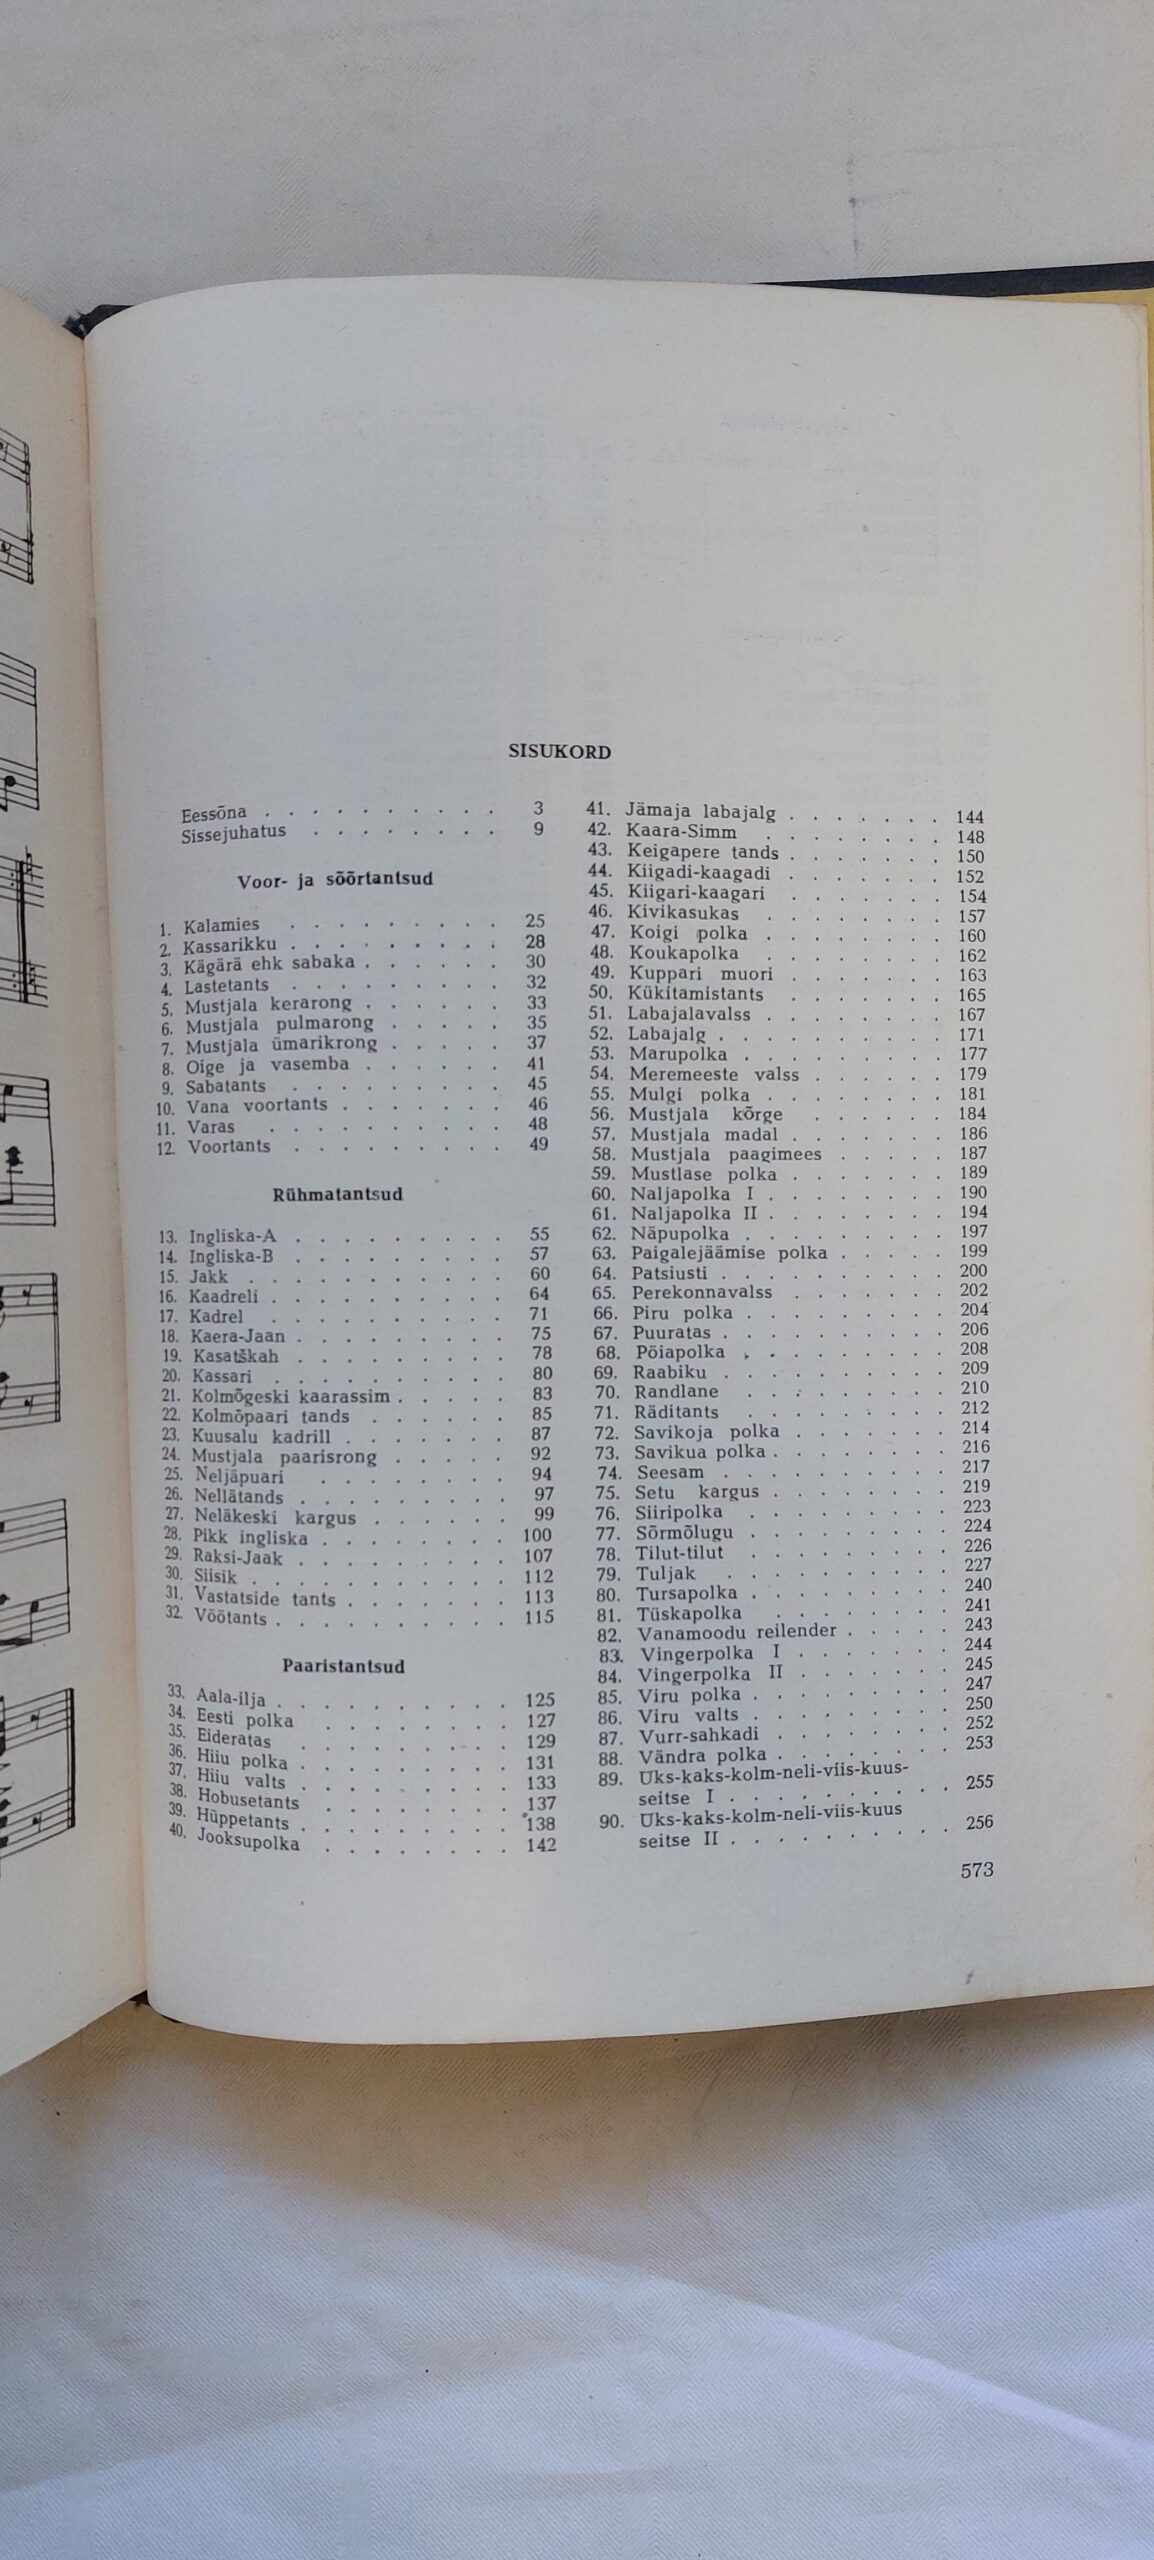 SISUKORD
Eessõna . . . . . . . . . . 3
Sissejuhatus . . . . . . . . 9
Voor- ja sõõrtantsud
1. Kalamies . . . . . . . . . 25
2. Kassarikku . . . . . . . . . 28
3. Kägärä ehk sabaka . . . . . . 30
4. Lastetants . . . . . . . . . 32
5. Mustjala kerarong . . . . . . 33
6. Mustjala pulmarong . . . . . 35
7. Mustjala ümarikrong . . . . . 37
8. Oige ja vasemba . . . . . . 41
9. Sabatants . . . . . . . . . 45
10. Vana voortants . . . . . . . 46
11. Varas . . . . . . . . . . 48
12. Voortants . . . . . . . . . 49
Rühmatantsud
13. Ingliska-A . . . . . . . . . 55
14. Ingliska-B . . . . . . . . . 57
15. Jakk . . . . . . . . . . . 60
16. Kaadreli . . . . . . . . . . 64
17. Kadrel . . . . . . . . . . 71
18. Kaera-Jaan . . . . . . . . . 75
19. Kasatškah . . . . . . . . . 78
20. Kassari . . . . . . . . . . 80
21. Kolmõgeski kaarassim . . . . . 83
22. Kolmõpaari tands . . . . . . 85
23. Kuusalu kadrill . . . . . . . 87
24. Mustjala paarisrong . . . . . 92
25. Neljäpuari . . . . . . . . 94
26. Nellätands . . . . . . . . . 97
27. Neläkeski kargus . . . . . . 99
28. Pikk ingliska . . . . . . . . 100
29. Raksi-Jaak . . . . . . . . . 107
30. Siisik . . . . . . . . . . . 112
31. Vastatside tants . . . . . . . 113
32. Vöötants . . . . . . . . . . 115
Paaristantsud
33. Aala-ilja . . . . . . . . . . 125
34. Eesti polka . . . . . . . . 127
35. Eideratas . . . . . . . . . 129
36. Hiiu polka . . . . . . . . . 131
37. Hiiu valts . . . . . . . . . 133
38. Hobusetants . . . . . . . . 137
39. Hüppetants . . . . . . . . . 138
40. Jooksupolka . . . . . . . . 142
41. Jämaja labajalg . . . . . . . 144
42. Kaara-Simm . . . . . . . . 148
43. Keigapere tands . . . . . . . 150
44. Kiigadi-kaagadi . . . . . . . 152
45. Kiigari-kaagari . . . . . . . 154
46. Kivikasukas . . . . . . . . 157
47. Koigi polka . . . . . . . . 160
48. Koukapolka . . . . . . . . 162
49. Kuppari muori . . . . . . . 163
50. Kükitamistants . . . . . . . 165
51. Labajalavalss . . . . . . . . 167
52. Labajalg . . . . . . . . . . 171
53. Marupolka . . . . . . . . . 177
54. Meremeeste valss . . . . . . 179
55. Mulgi polka . . . . . . . . 181
56. Mustjala kõrge . . . . . . 184
57. Mustjala madal . . . . . . . 186
58. Mustjala paagimees . . . . . 187
59. Mustlase polka . . . . . . . 189
60. Naljapolka I . . . . . . . . 190
61. Naljapolka II . . . . . . . . 194
62. Näpupolka . . . . . . . . . 197
63. Paigalejäämise polka . . . . . 199
64. Patsiusti . . . . . . . . . . 200
65. Perekonnavalss . . . . . . . 202
66. Piru polka . . . . . . . . . 204
67. Puuratas . . . . . . . . . . 206
68. Pöiapolka . . . . . . . . . 208
69. Raabiku . . . . . . . . . . 209
70. Randlane . . . . . . . . . 210
71. Räditants . . . . . . . . . 212
72. Savikoja polka . . . . . . . 214
73. Savikua polka . . . . . . . . 216
74. Seesam . . . . . . . . . . 217
75. Setu kargus . . . . . . . . 219
76. Siiripolka . . . . . . . . . 223
77. Sõrmõlugu . . . . . . . . . 224
78. Tilut-tilut . . . . . . . . . 226
79. Tuljak . . . . . . . . . . 227
80. Tursapolka . . . . . . . . . 240
81. Tüskapolka . . . . . . . . 241
82. Vanamoodu reilender . . . . . 243
83. Vingerpolka I . . . . . . . 244
84. Vingerpolka II . . . . . . . 245
85. Viru polka . . . . . . . . . 247
86. Viru valts . . . . . . . . . 250
87. Vurr-sahkadi . . . . . . . . 252
88. Vändra polka . . . . . . . . 253
89. Uks-kaks-kolm-neli-viis-kuus-
seitse I . . . . . . . . . . 255
90. Uks-kaks-kolm-neli-viis-kuus
seitse II . . . . . . . . . . 256
573